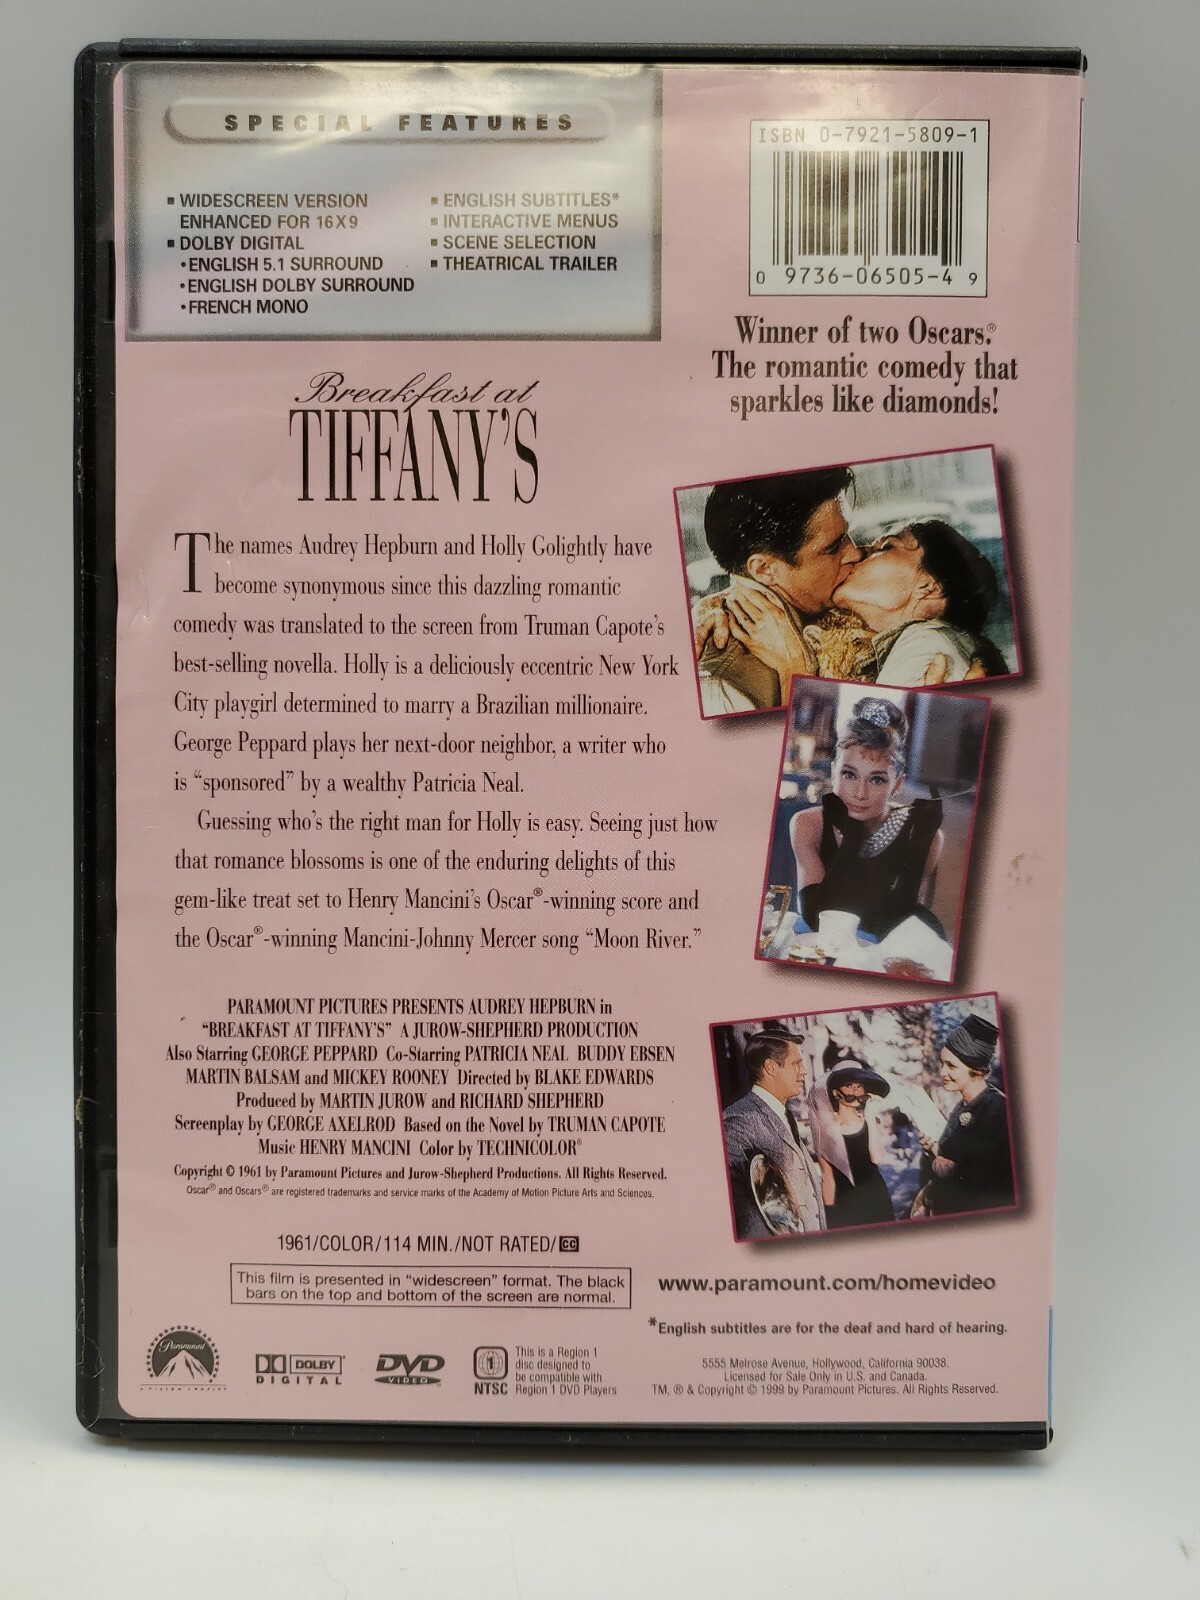 SPECIAL FEATURES
▪ WIDESCREEN VERSION
ENHANCED FOR 16X9
▪ DOLBY DIGITAL
•ENGLISH 5.1 SURROUND
•ENGLISH DOLBY SURROUND
•FRENCH MONO
▪ ENGLISH SUBTITLES*
▪ INTERACTIVE MENUS
▪ SCENE SELECTION
▪ THEATRICAL TRAILER
ISBN 0-7921-5809-1
0 9736-06505-4 9
Winner of two Oscars.®
The romantic comedy that
sparkles like diamonds!
Breakfast at
TIFFANY'S
The names Audrey Hepburn and Holly Golightly have
become synonymous since this dazzling romantic
comedy was translated to the screen from Truman Capote's
best-selling novella. Holly is a deliciously eccentric New York
City playgirl determined to marry a Brazilian millionaire.
George Peppard plays her next-door neighbor, a writer who
is “sponsored” by a wealthy Patricia Neal.
Guessing who's the right man for Holly is easy. Seeing just how
that romance blossoms is one of the enduring delights of this
gem-like treat set to Henry Mancini's Oscar®-winning score and
the Oscar®-winning Mancini-Johnny Mercer song “Moon River.”
PARAMOUNT PICTURES PRESENTS AUDREY HEPBURN in
“BREAKFAST AT TIFFANY'S” A JUROW-SHEPHERD PRODUCTION
Also Starring GEORGE PEPPARD Co-Starring PATRICIA NEAL BUDDY EBSEN
MARTIN BALSAM and MICKEY ROONEY Directed by BLAKE EDWARDS
Produced by MARTIN JUROW and RICHARD SHEPHERD
Screenplay by GEORGE AXELROD Based on the Novel by TRUMAN CAPOTE
Music HENRY MANCINI Color by TECHNICOLOR®
Copyright © 1961 by Paramount Pictures and Jurow-Shepherd Productions. All Rights Reserved.
Oscar® and Oscars® are registered trademarks and service marks of the Academy of Motion Picture Arts and Sciences.
1961/COLOR/114 MIN./NOT RATED/CC
This film is presented in “widescreen” format. The black
bars on the top and bottom of the screen are normal.
www.paramount.com/homevideo
*English subtitles are for the deaf and hard of hearing.
Paramount
DOLBY
DIGITAL
DVD
VIDEO
1
NTSC
This is a Region 1
disc designed to
be compatible with
Region 1 DVD Players
5555 Melrose Avenue, Hollywood, California 90038.
Licensed for Sale Only in U.S. and Canada.
TM, ® & Copyright © 1999 by Paramount Pictures. All Rights Reserved.